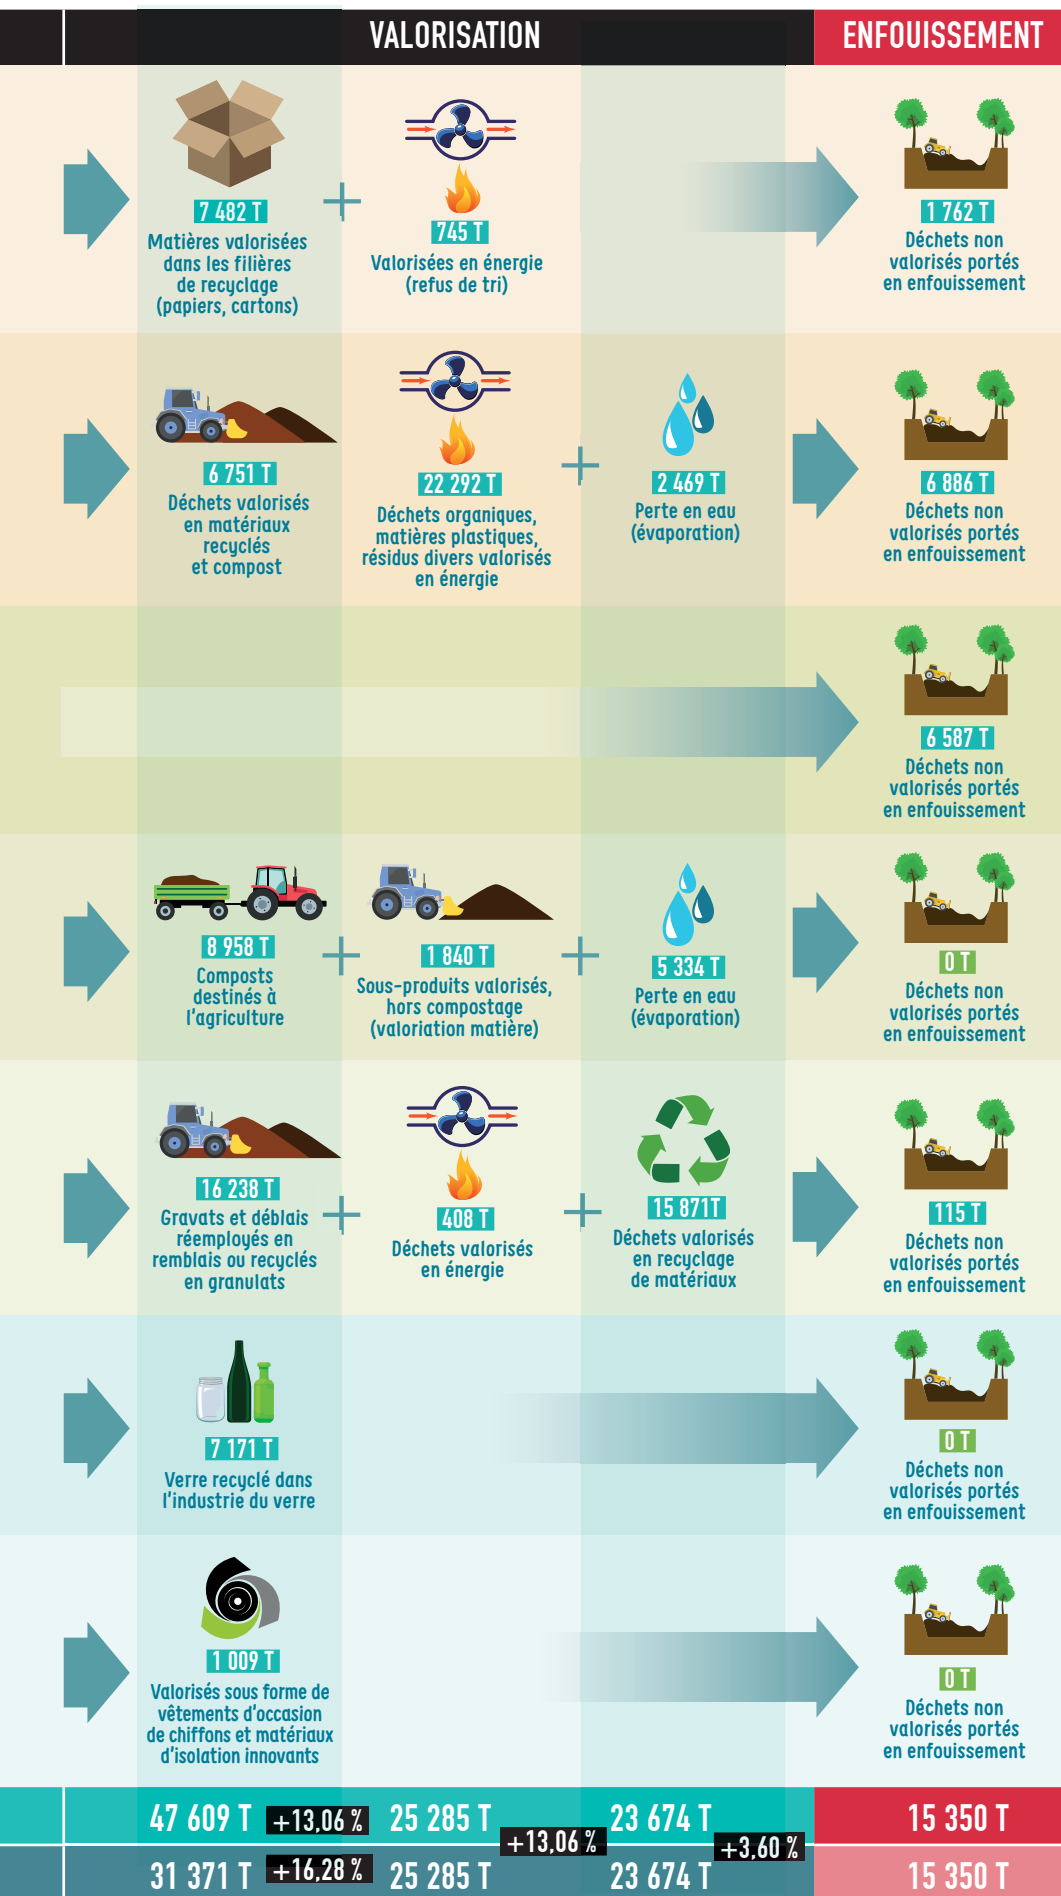 VALORISATION
ENFOUISSEMENT
7 482 T
Matières valorisées
dans les filières
de recyclage
(papiers, cartons)
745 T
Valorisées en énergie
(refus de tri)
1 762 T
Déchets non
valorisés portés
en enfouissement
6 751 T
Déchets valorisés
en matériaux
recyclés
et compost
22 292 T
Déchets organiques,
matières plastiques,
résidus divers valorisés
en énergie
2 469 T
Perte en eau
(évaporation)
6 886 T
Déchets non
valorisés portés
en enfouissement
6 587 T
Déchets non
valorisés portés
en enfouissement
8 958 T
Composts
destinés à
l'agriculture
1 840 T
Sous-produits valorisés,
hors compostage
(valoriation matière)
5 334 T
Perte en eau
(évaporation)
0 T
Déchets non
valorisés portés
en enfouissement
16 238 T
Gravats et déblais
réemployés en
remblais ou recyclés
en granulats
408 T
Déchets valorisés
en énergie
15 871T
Déchets valorisés
en recyclage
de matériaux
115 T
Déchets non
valorisés portés
en enfouissement
7 171 T
Verre recyclé dans
l'industrie du verre
0 T
Déchets non
valorisés portés
en enfouissement
1 009 T
Valorisés sous forme de
vêtements d'occasion
de chiffons et matériaux
d'isolation innovants
0 T
Déchets non
valorisés portés
en enfouissement
47 609 T +13,06 % 25 285 T +13,06 % 23 674 T +3,60 % 15 350 T
31 371 T +16,28 % 25 285 T 23 674 T 15 350 T